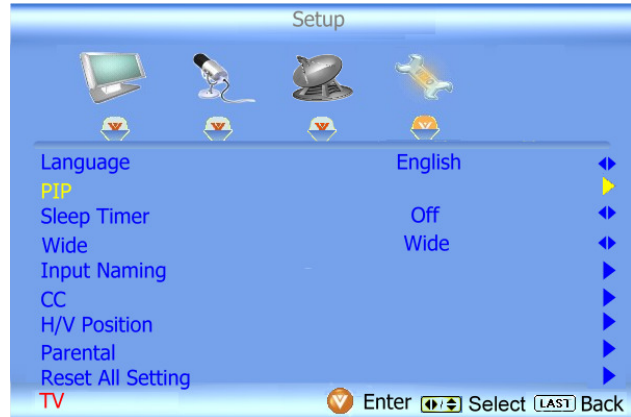 Setup
Language English
PIP
Sleep Timer Off
Wide Wide
Input Naming
CC
H/V Position
Parental
Reset All Setting
TV Enter Select LAST Back